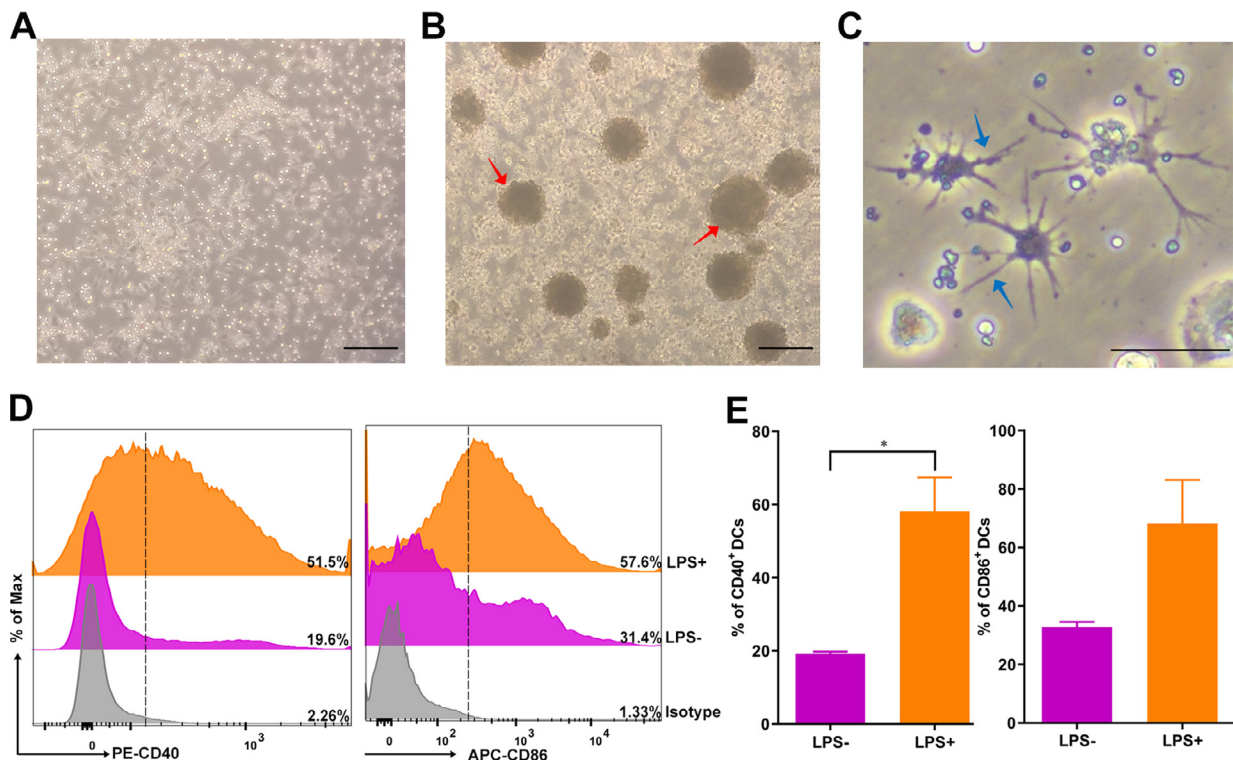 A
B
C
D
% of Max
51.5%
19.6%
2.26%
0
10³
PE-CD40
57.6% LPS+
31.4% LPS-
1.33% Isotype
0
10²
10³
10⁴
APC-CD86
E
% of CD40⁺ DCs
80
60
40
20
0
*
LPS-
LPS+
% of CD86⁺ DCs
100
80
60
40
20
0
LPS-
LPS+